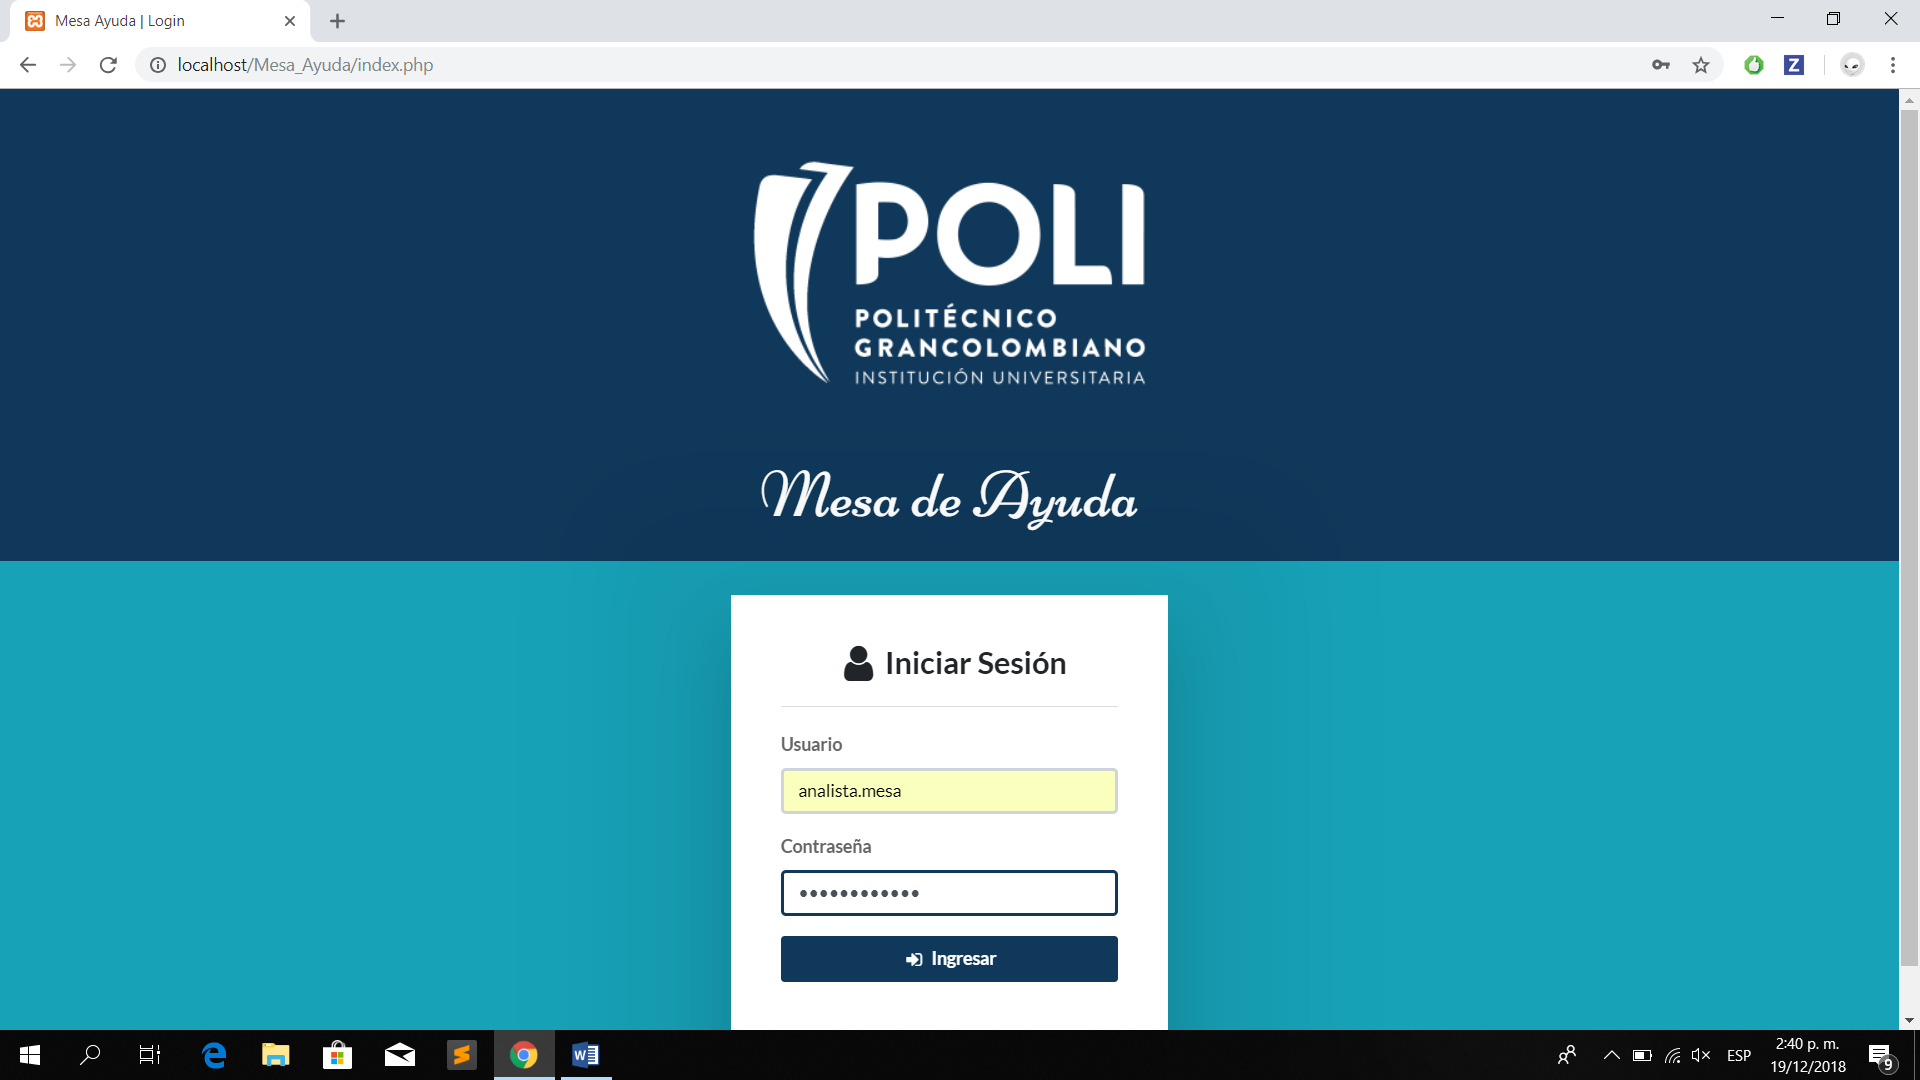 Mesa Ayuda | Login
localhost/Mesa_Ayuda/index.php
Z
POLI
POLITÉCNICO
GRANCOLOMBIANO
INSTITUCIÓN UNIVERSITARIA
Mesa de Ayuda
Iniciar Sesión
Usuario
analista.mesa
Contraseña
••••••••••••
Ingresar
ESP
2:40 p. m.
19/12/2018
9